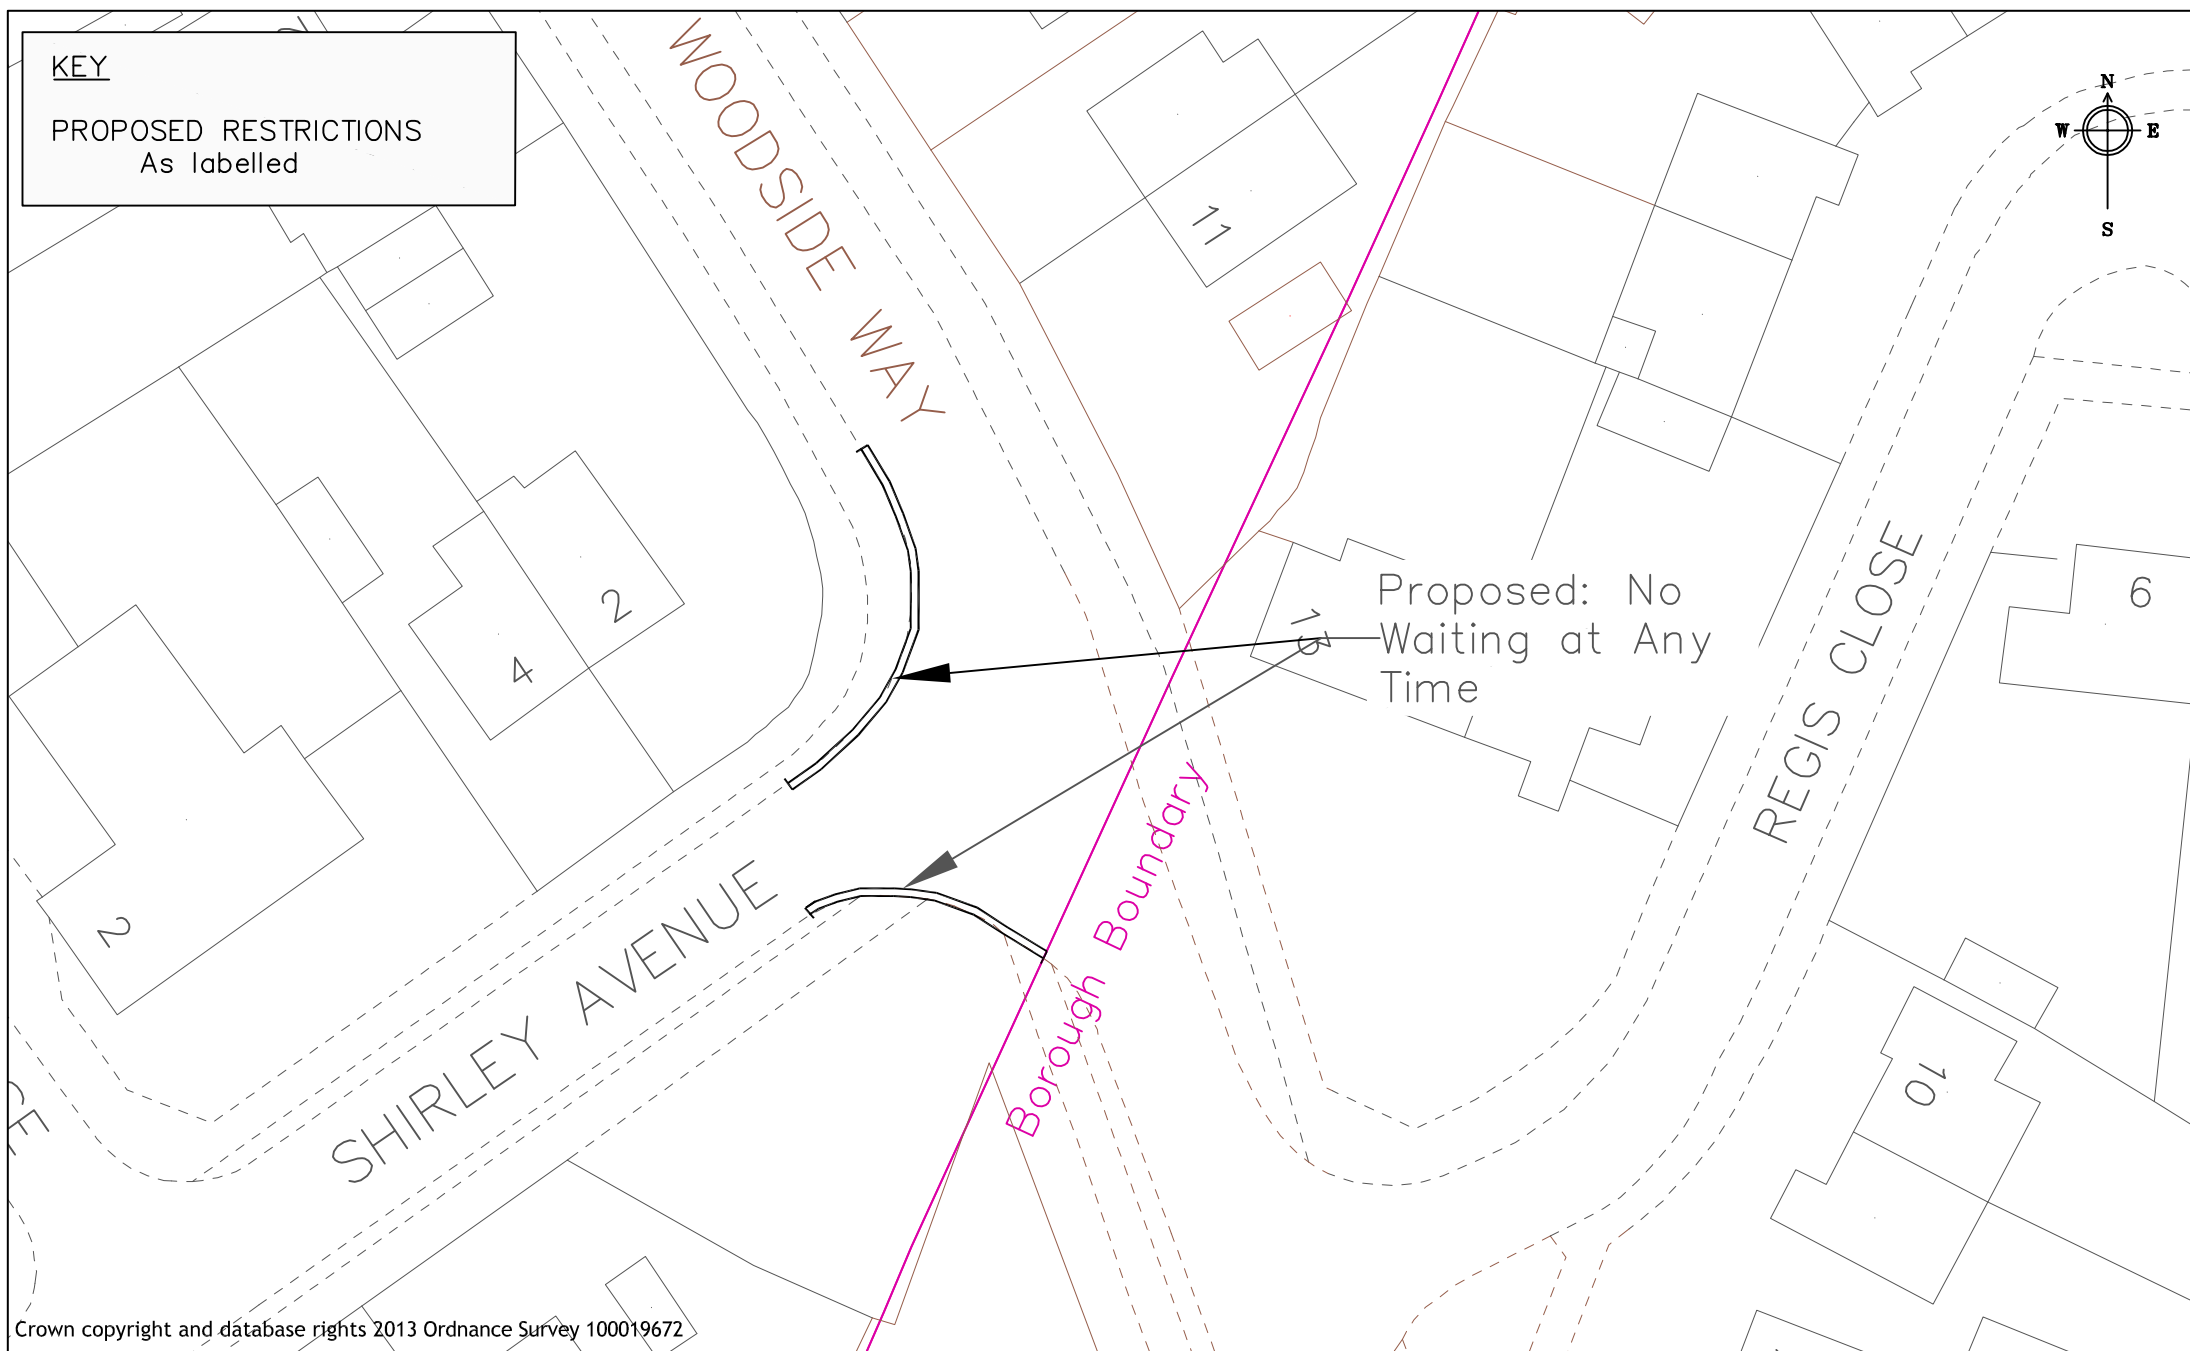 KEY
PROPOSED RESTRICTIONS
As labelled
WOODSIDE WAY
N
W E
S
11
Proposed: No
Waiting at Any
Time
13
2
4
2
6
10
REGIS CLOSE
SHIRLEY AVENUE
Borough Boundary
CE
Crown copyright and database rights 2013 Ordnance Survey 100019672